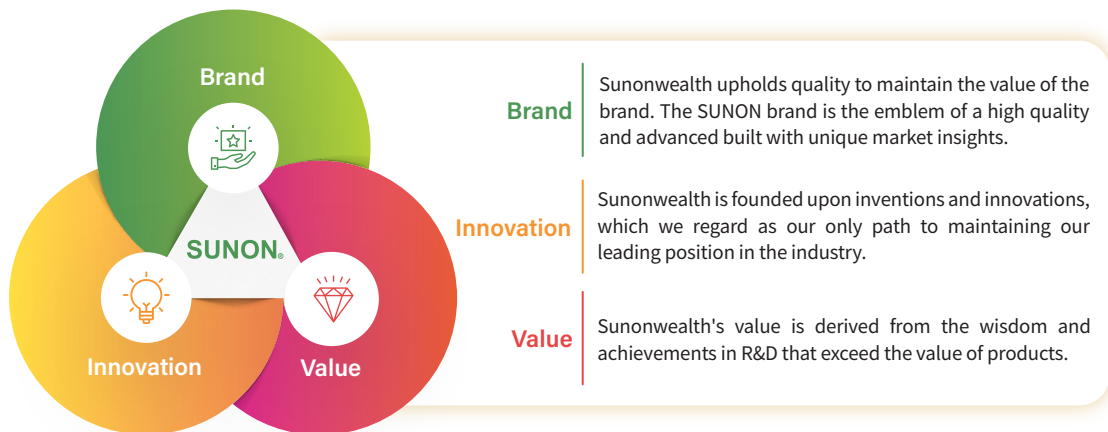 Brand
SUNON®
Innovation
Value
Brand
Sunonwealth upholds quality to maintain the value of the
brand. The SUNON brand is the emblem of a high quality
and advanced built with unique market insights.
Innovation
Sunonwealth is founded upon inventions and innovations,
which we regard as our only path to maintaining our
leading position in the industry.
Value
Sunonwealth's value is derived from the wisdom and
achievements in R&D that exceed the value of products.